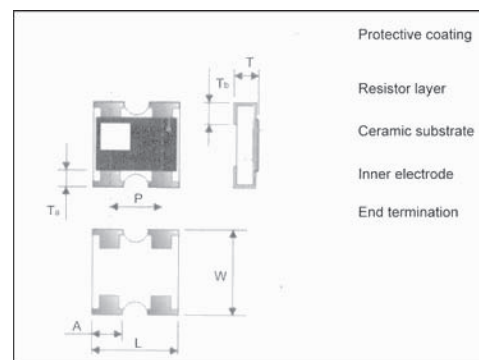 Protective coating
T
Tb
Resistor layer
Ceramic substrate
Inner electrode
P
Ta
End termination
W
A
L